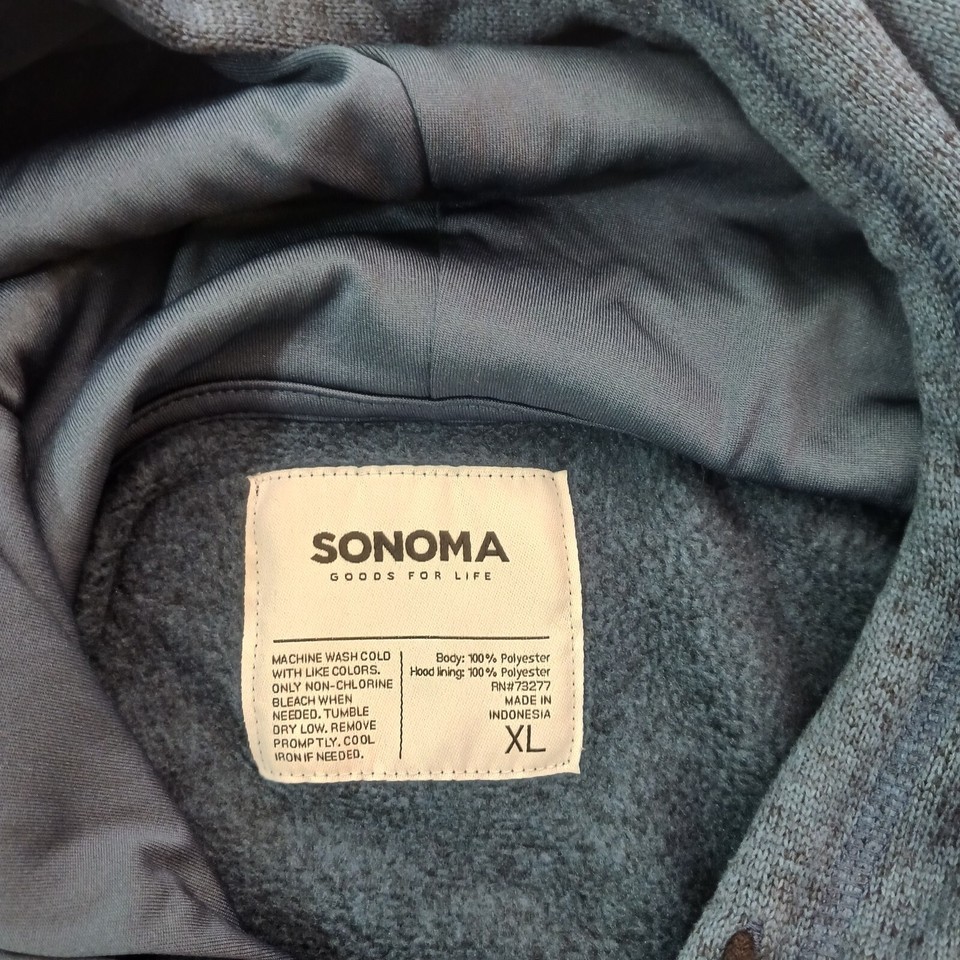 SONOMA
GOODS FOR LIFE
MACHINE WASH COLD
WITH LIKE COLORS.
ONLY NON-CHLORINE
BLEACH WHEN
NEEDED. TUMBLE
DRY LOW. REMOVE
PROMPTLY. COOL
IRON IF NEEDED.
Body: 100% Polyester
Hood lining: 100% Polyester
RN#73277
MADE IN
INDONESIA
XL